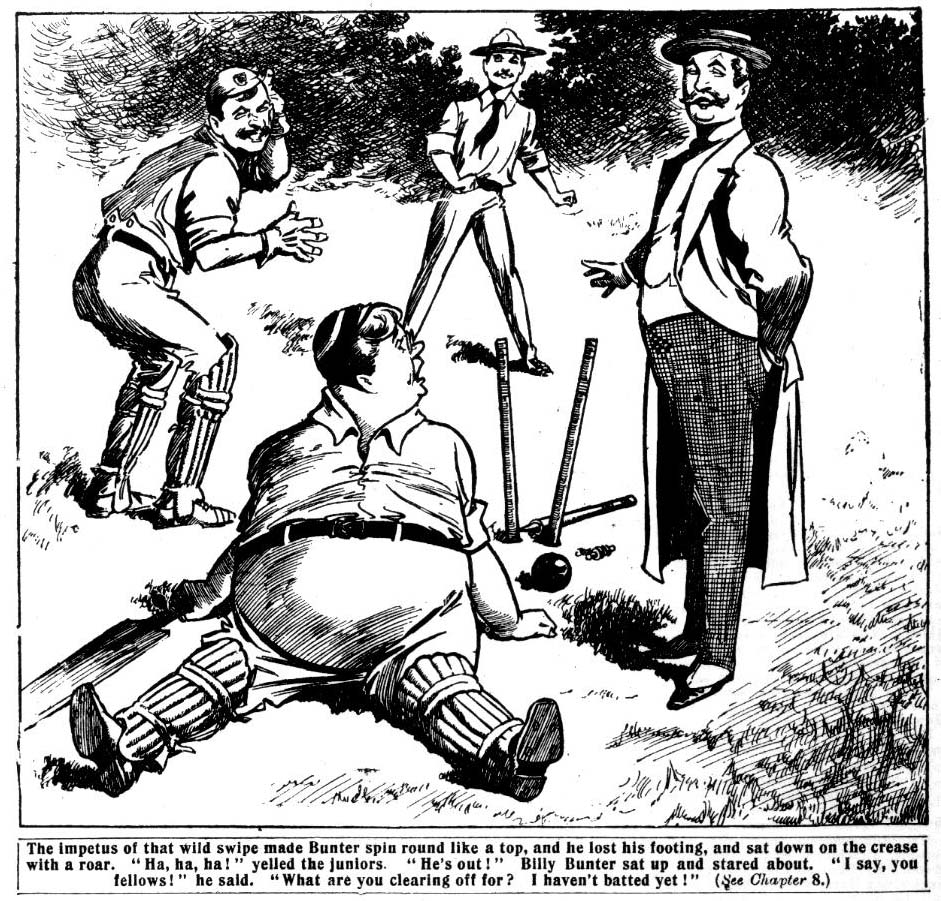 The impetus of that wild swipe made Bunter spin round like a top, and he lost his footing, and sat down on the crease
with a roar. "Ha, ha, ha!" yelled the juniors. "He's out!" Billy Bunter sat up and stared about. "I say, you
fellows!" he said. "What are you clearing off for? I haven't batted yet!" (See Chapter 8.)